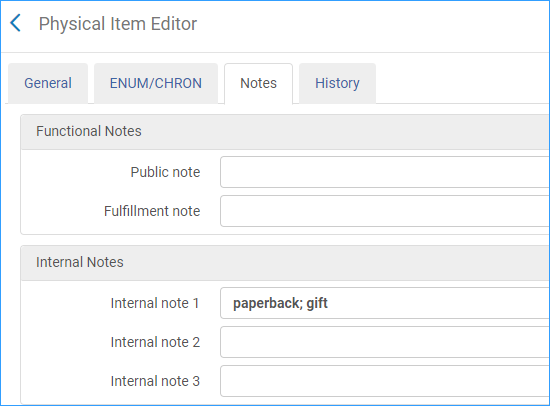 Physical Item Editor
General ENUM/CHRON Notes History
Functional Notes
Public note
Fulfillment note
Internal Notes
Internal note 1 paperback; gift
Internal note 2
Internal note 3